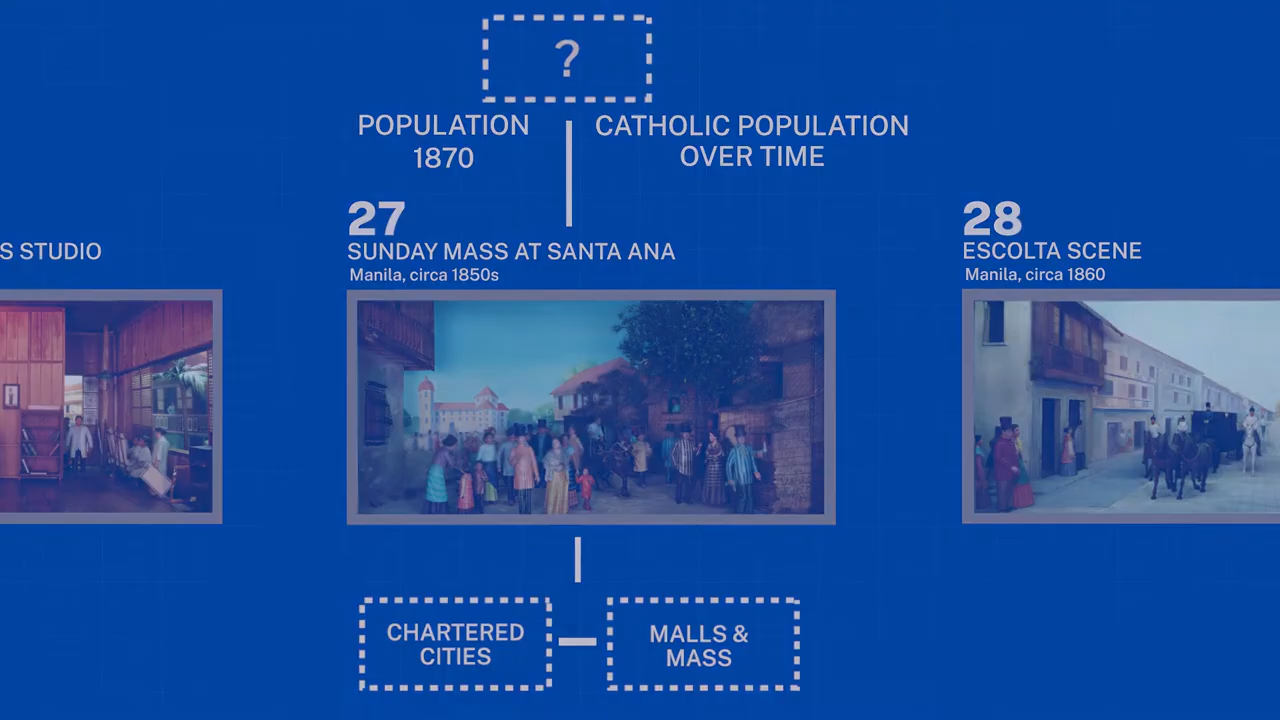 ?
POPULATION
1870
CATHOLIC POPULATION
OVER TIME
27
SUNDAY MASS AT SANTA ANA
Manila, circa 1850s
28
ESCOLTA SCENE
Manila, circa 1860
S STUDIO
CHARTERED
CITIES
MALLS &
MASS